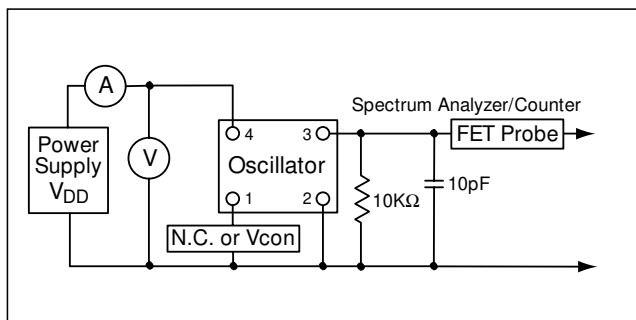 A
Power
Supply
VDD
V
4
3
Oscillator
1
2
N.C. or Vcon
10KΩ
10pF
Spectrum Analyzer/Counter
FET Probe